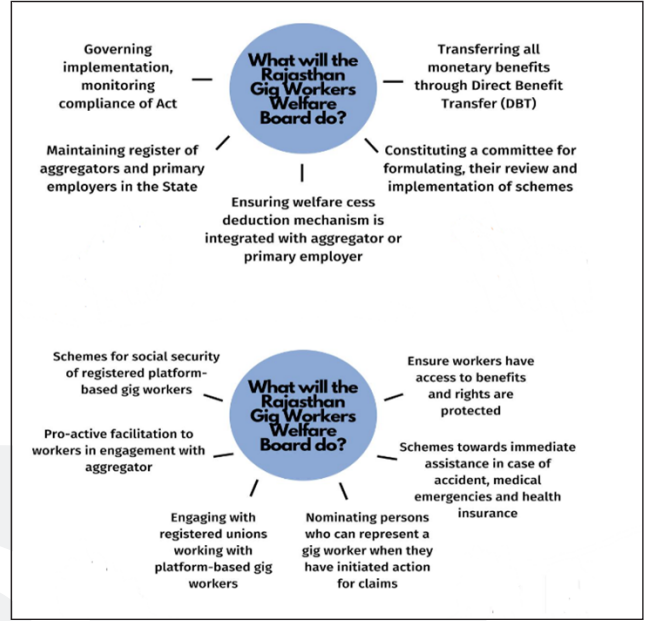 What will the
Rajasthan
Gig Workers
Welfare
Board do?
Governing
implementation,
monitoring
compliance of Act
Transferring all
monetary benefits
through Direct Benefit
Transfer (DBT)
Maintaining register of
aggregators and primary
employers in the State
Constituting a committee for
formulating, their review and
implementation of schemes
Ensuring welfare cess
deduction mechanism is
integrated with aggregator or
primary employer
What will the
Rajasthan
Gig Workers
Welfare
Board do?
Schemes for social security
of registered platform-
based gig workers
Ensure workers have
access to benefits
and rights are
protected
Pro-active facilitation to
workers in engagement with
aggregator
Schemes towards immediate
assistance in case of
accident, medical
emergencies and health
insurance
Engaging with
registered unions
working with
platform-based gig
workers
Nominating persons
who can represent a
gig worker when they
have initiated action
for claims